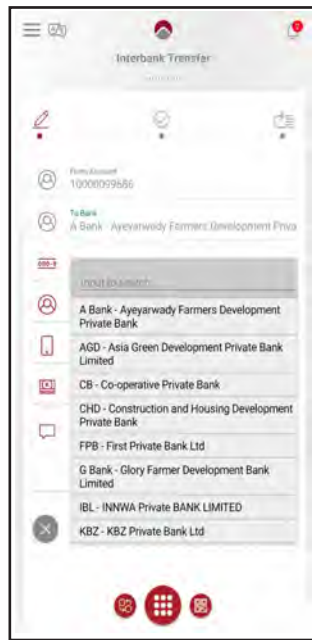 Interbank Transfer
From Account
10000099686
To Bank
A Bank - Ayeyarwady Farmers Development Priva
Input to search
A Bank - Ayeyarwady Farmers Development
Private Bank
AGD - Asia Green Development Private Bank
Limited
CB - Co-operative Private Bank
CHD - Construction and Housing Development
Private Bank
FPB - First Private Bank Ltd
G Bank - Glory Farmer Development Bank
Limited
IBL - INNWA Private BANK LIMITED
KBZ - KBZ Private Bank Ltd